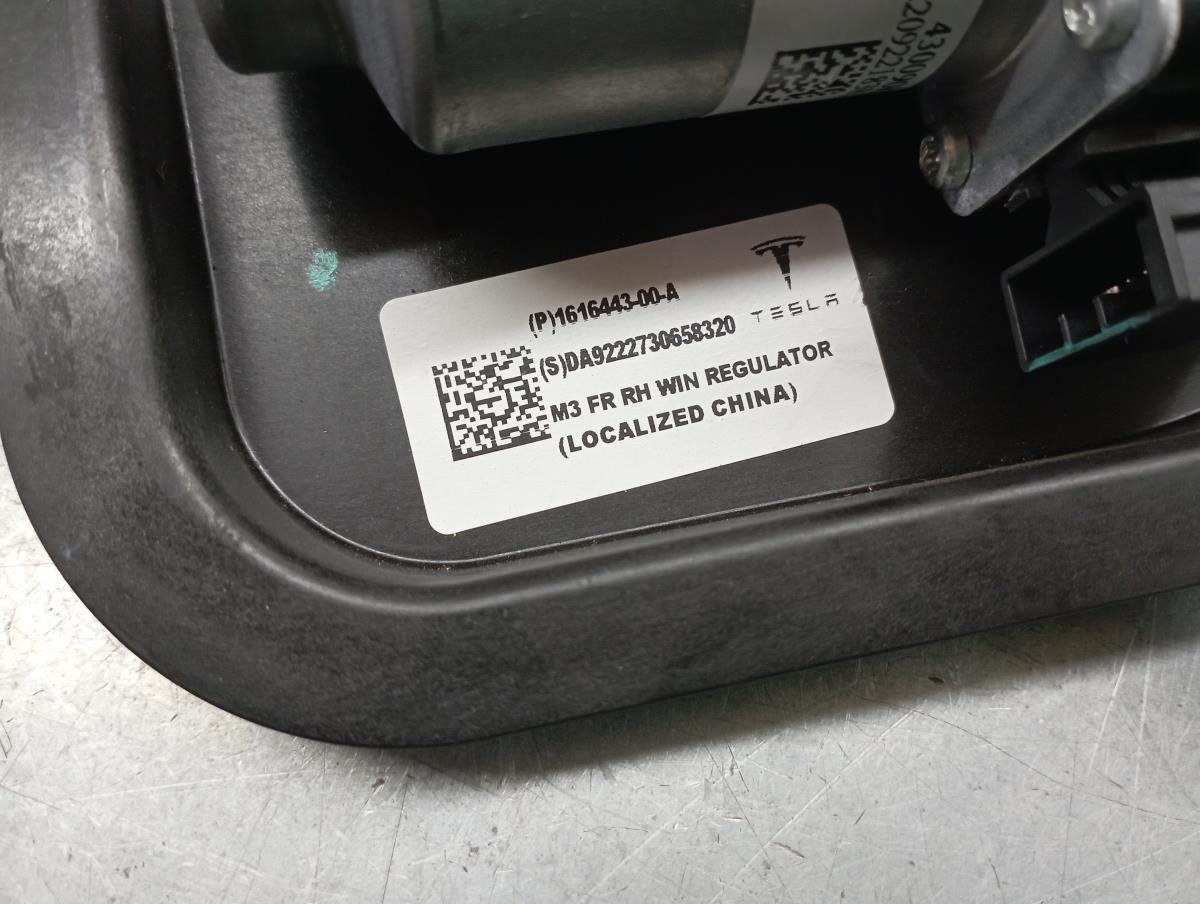 (P)1616443-00-A
TESLA
(S)DA9222730658320
M3 FR RH WIN REGULATOR
(LOCALIZED CHINA)